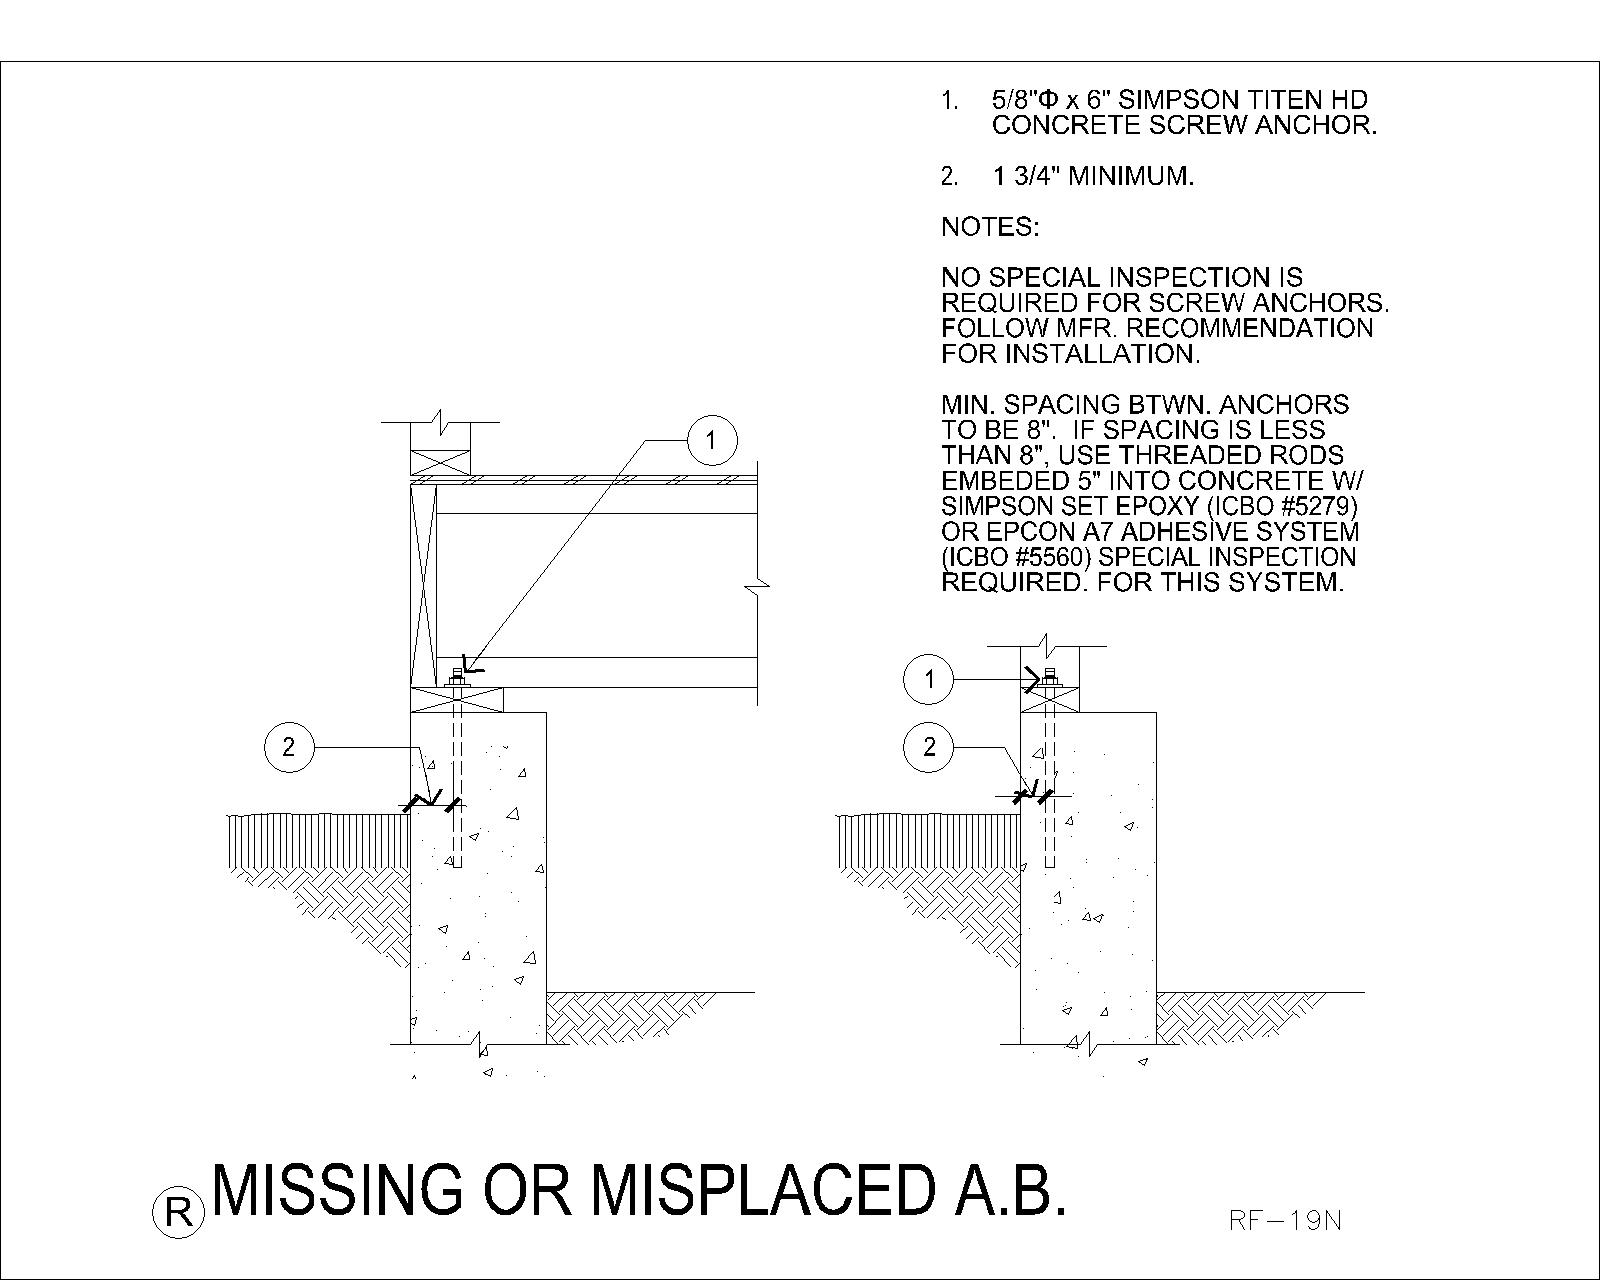 1. 5/8"Φ x 6" SIMPSON TITEN HD
CONCRETE SCREW ANCHOR.
2. 1 3/4" MINIMUM.
NOTES:
NO SPECIAL INSPECTION IS
REQUIRED FOR SCREW ANCHORS.
FOLLOW MFR. RECOMMENDATION
FOR INSTALLATION.
MIN. SPACING BTWN. ANCHORS
TO BE 8". IF SPACING IS LESS
THAN 8", USE THREADED RODS
EMBEDED 5" INTO CONCRETE W/
SIMPSON SET EPOXY (ICBO #5279)
OR EPCON A7 ADHESIVE SYSTEM
(ICBO #5560) SPECIAL INSPECTION
REQUIRED. FOR THIS SYSTEM.
1
2
1
2
R MISSING OR MISPLACED A.B.
RF-19N